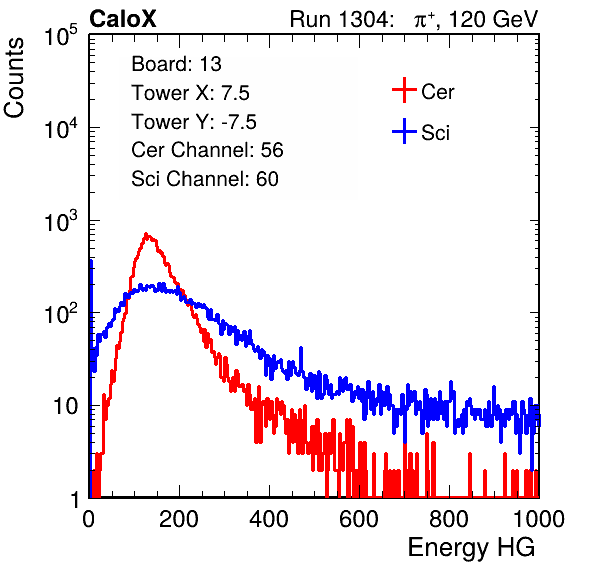 CaloX Run 1304: π⁺, 120 GeV
Counts
10⁵
10⁴
10³
10²
10
1
Board: 13
Tower X: 7.5
Tower Y: -7.5
Cer Channel: 56
Sci Channel: 60
Cer
Sci
0 200 400 600 800 1000
Energy HG